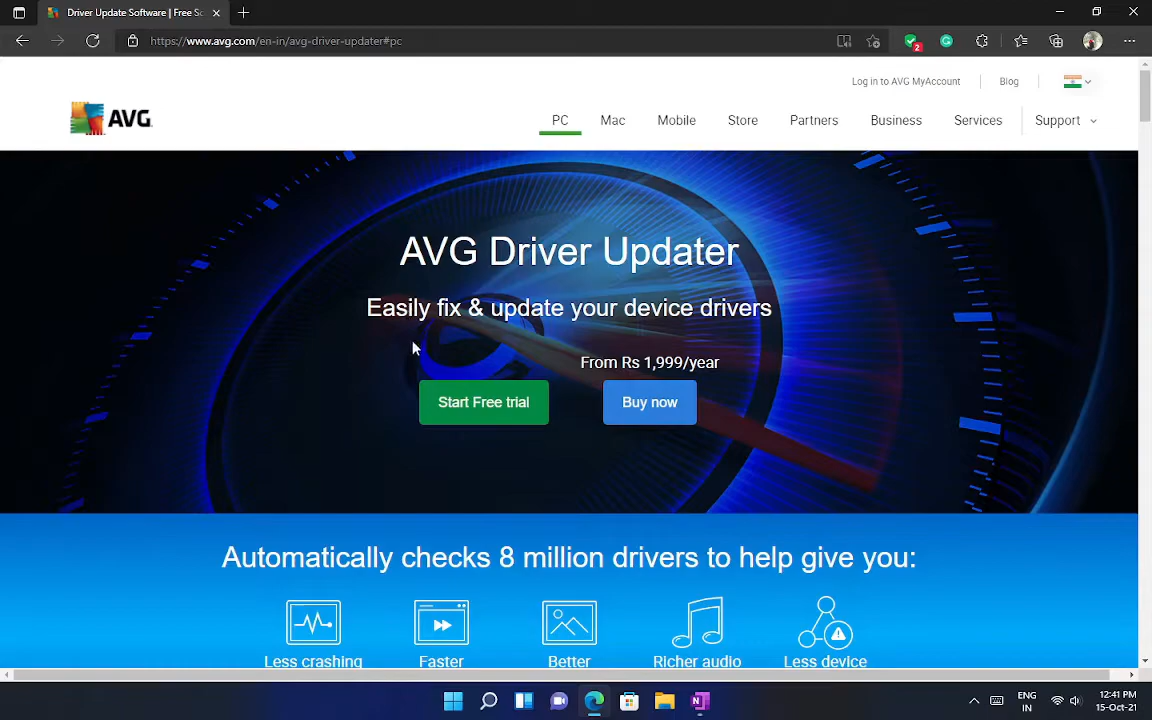 Driver Update Software | Free Sc
https://www.avg.com/en-in/avg-driver-updater#pc
2
Log in to AVG MyAccount
Blog
AVG
PC
Mac
Mobile
Store
Partners
Business
Services
Support
AVG Driver Updater
Easily fix & update your device drivers
From Rs 1,999/year
Start Free trial
Buy now
Automatically checks 8 million drivers to help give you:
Less crashing
Faster
Better
Richer audio
Less device
ENG
IN
12:41 PM
15-Oct-21